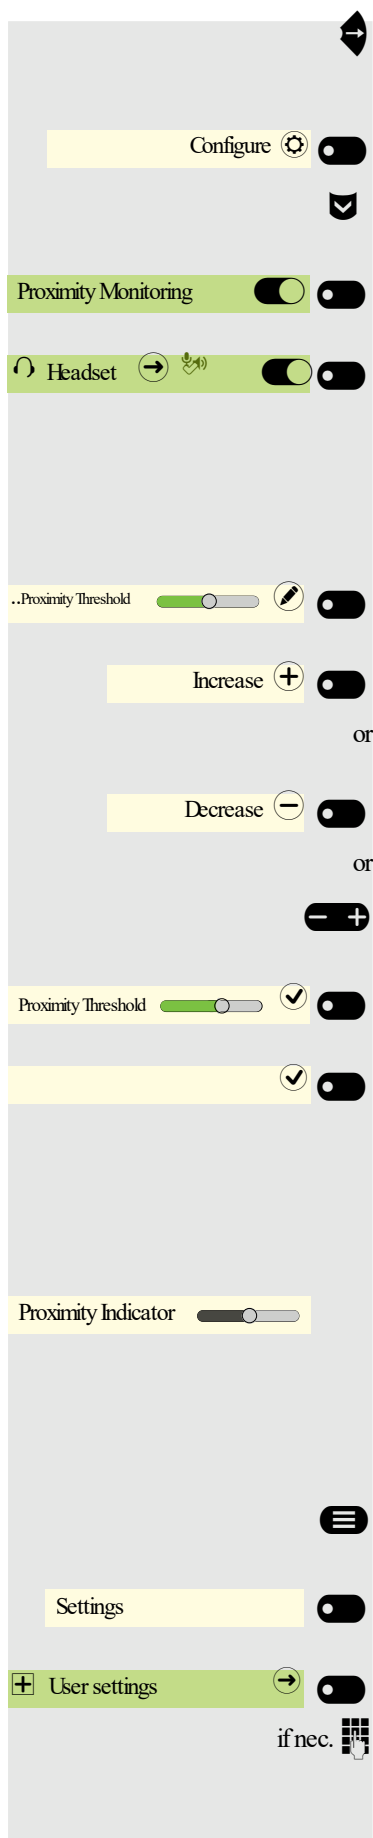 Configure
Proximity Monitoring
Headset
..Proximity Threshold
Increase
or
Decrease
or
Proximity Threshold
Proximity Indicator
Settings
User settings
if nec.